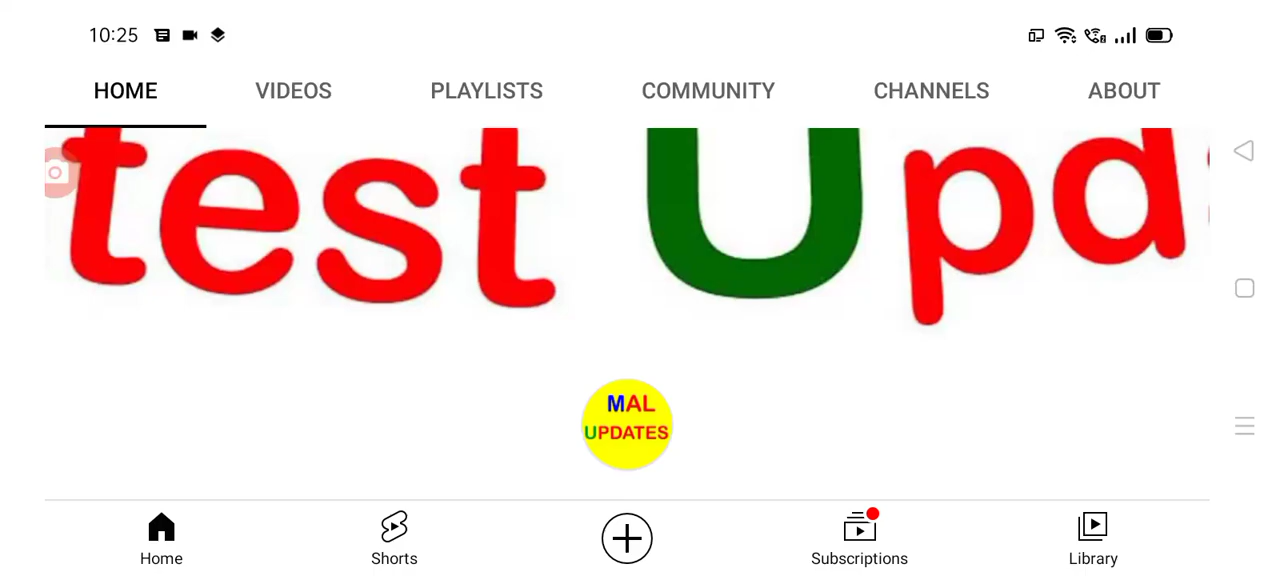 10:25
HOME VIDEOS PLAYLISTS COMMUNITY CHANNELS ABOUT
test Upd
MAL
UPDATES
Home Shorts Subscriptions Library